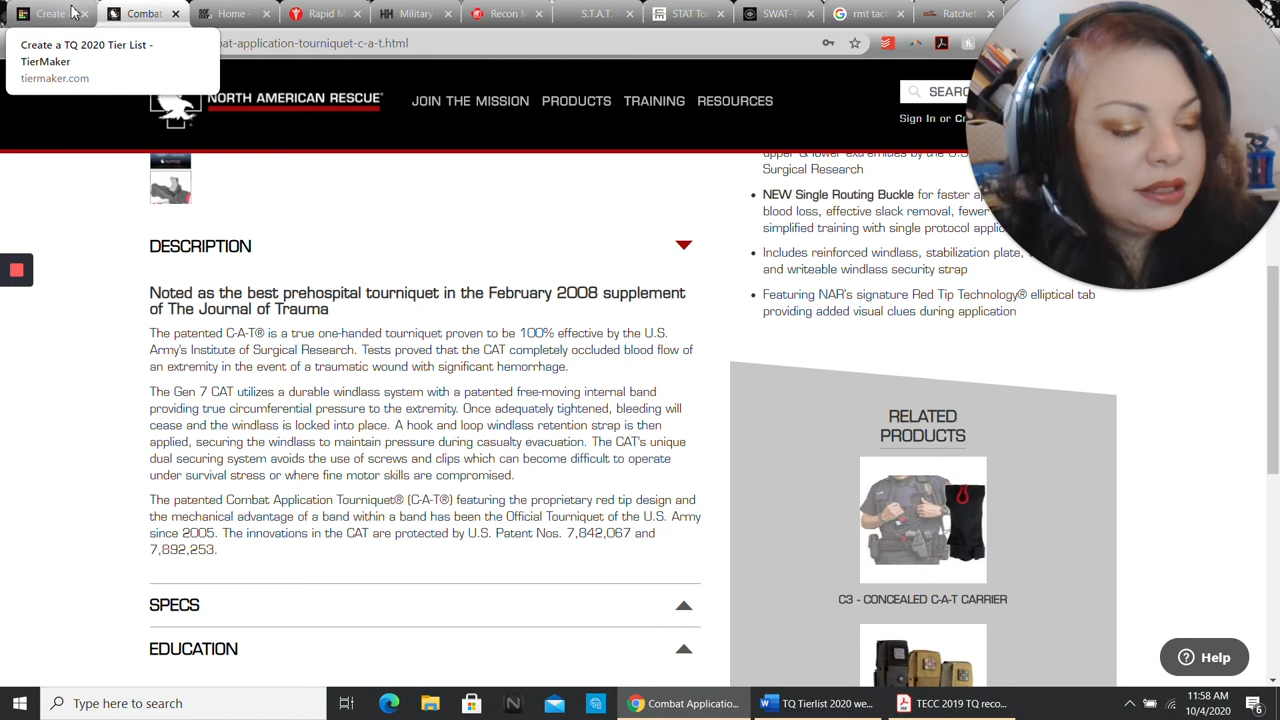 Create
Combat
Home -
Rapid M
Military
Recon M
S.T.A.T.
STAT To
SWAT-T
rmt tact
Ratchet
Create a TQ 2020 Tier List -
TierMaker
tiermaker.com
at-application-tourniquet-c-a-t.html
NORTH AMERICAN RESCUE®
JOIN THE MISSION PRODUCTS TRAINING RESOURCES
SEARC
Sign In or Cr
upper & lower extremities by the U.S.
Surgical Research
• NEW Single Routing Buckle for faster ap
blood loss, effective slack removal, fewer
simplified training with single protocol applic
• Includes reinforced windlass, stabilization plate,
and writeable windlass security strap
• Featuring NAR's signature Red Tip Technology® elliptical tab
providing added visual clues during application
DESCRIPTION
Noted as the best prehospital tourniquet in the February 2008 supplement
of The Journal of Trauma
The patented C-A-T® is a true one-handed tourniquet proven to be 100% effective by the U.S.
Army's Institute of Surgical Research. Tests proved that the CAT completely occluded blood flow of
an extremity in the event of a traumatic wound with significant hemorrhage.
The Gen 7 CAT utilizes a durable windlass system with a patented free-moving internal band
providing true circumferential pressure to the extremity. Once adequately tightened, bleeding will
cease and the windlass is locked into place. A hook and loop windlass retention strap is then
applied, securing the windlass to maintain pressure during casualty evacuation. The CAT's unique
dual securing system avoids the use of screws and clips which can become difficult to operate
under survival stress or where fine motor skills are compromised.
The patented Combat Application Tourniquet® (C-A-T®) featuring the proprietary red tip design and
the mechanical advantage of a band within a band has been the Official Tourniquet of the U.S. Army
since 2005. The innovations in the CAT are protected by U.S. Patent Nos. 7,842,067 and
7,892,253.
SPECS
EDUCATION
RELATED
PRODUCTS
C3 - CONCEALED C-A-T CARRIER
Help
Type here to search
Combat Applicatio...
TQ Tierlist 2020 we...
TECC 2019 TQ reco...
11:58 AM
10/4/2020
6